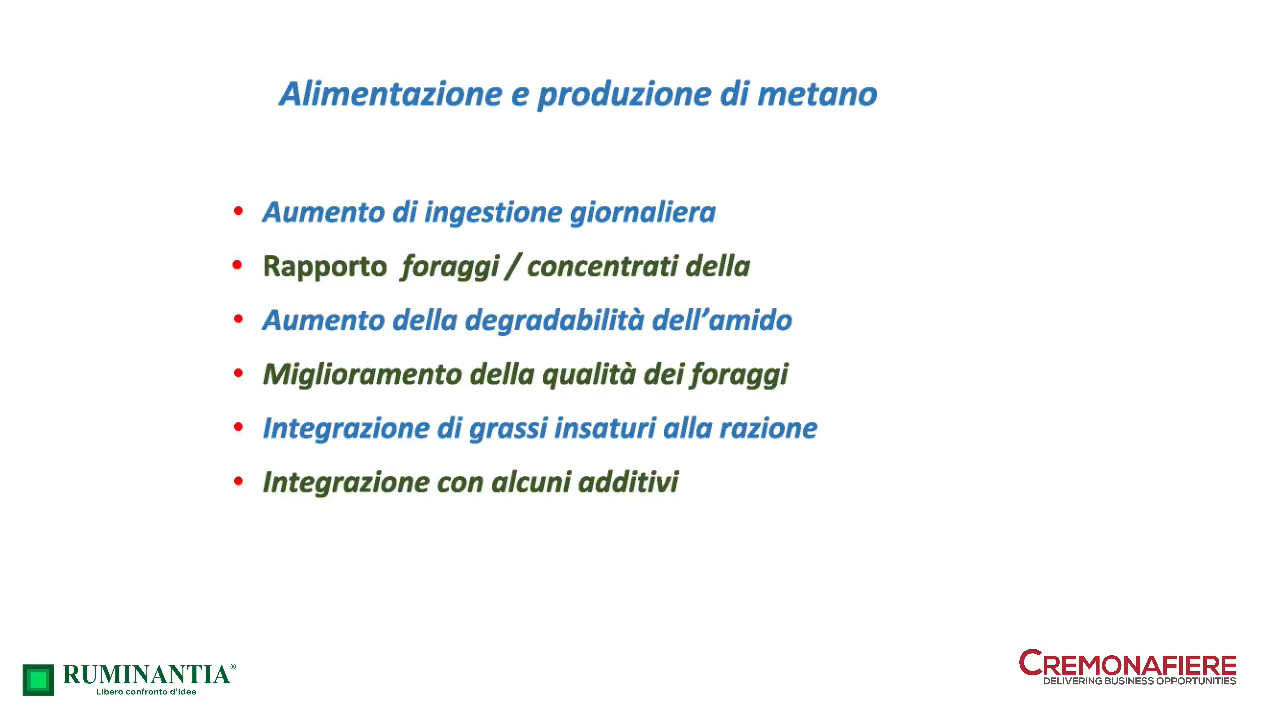 Alimentazione e produzione di metano
• Aumento di ingestione giornaliera
• Rapporto foraggi / concentrati della
• Aumento della degradabilità dell’amido
• Miglioramento della qualità dei foraggi
• Integrazione di grassi insaturi alla razione
• Integrazione con alcuni additivi
RUMINANTIA®
Libero confronto d'idee
CREMONAFIERE
DELIVERING BUSINESS OPPORTUNITIES